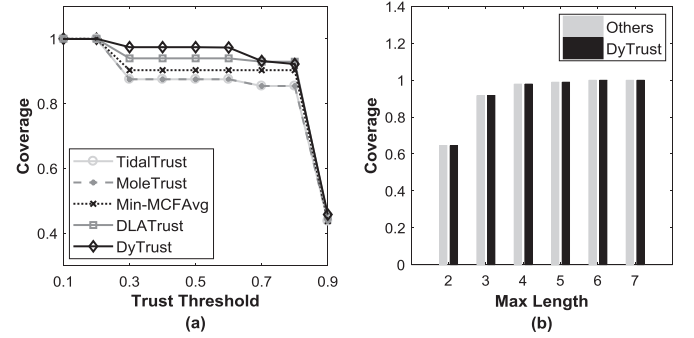 1
0.8
0.6
0.4
Coverage
TidalTrust
MoleTrust
Min-MCFAvg
DLATrust
DyTrust
0.1 0.3 0.5 0.7 0.9
Trust Threshold
(a)
1.4
1.2
1
0.8
0.6
0.4
0.2
0
Coverage
Others
DyTrust
2 3 4 5 6 7
Max Length
(b)